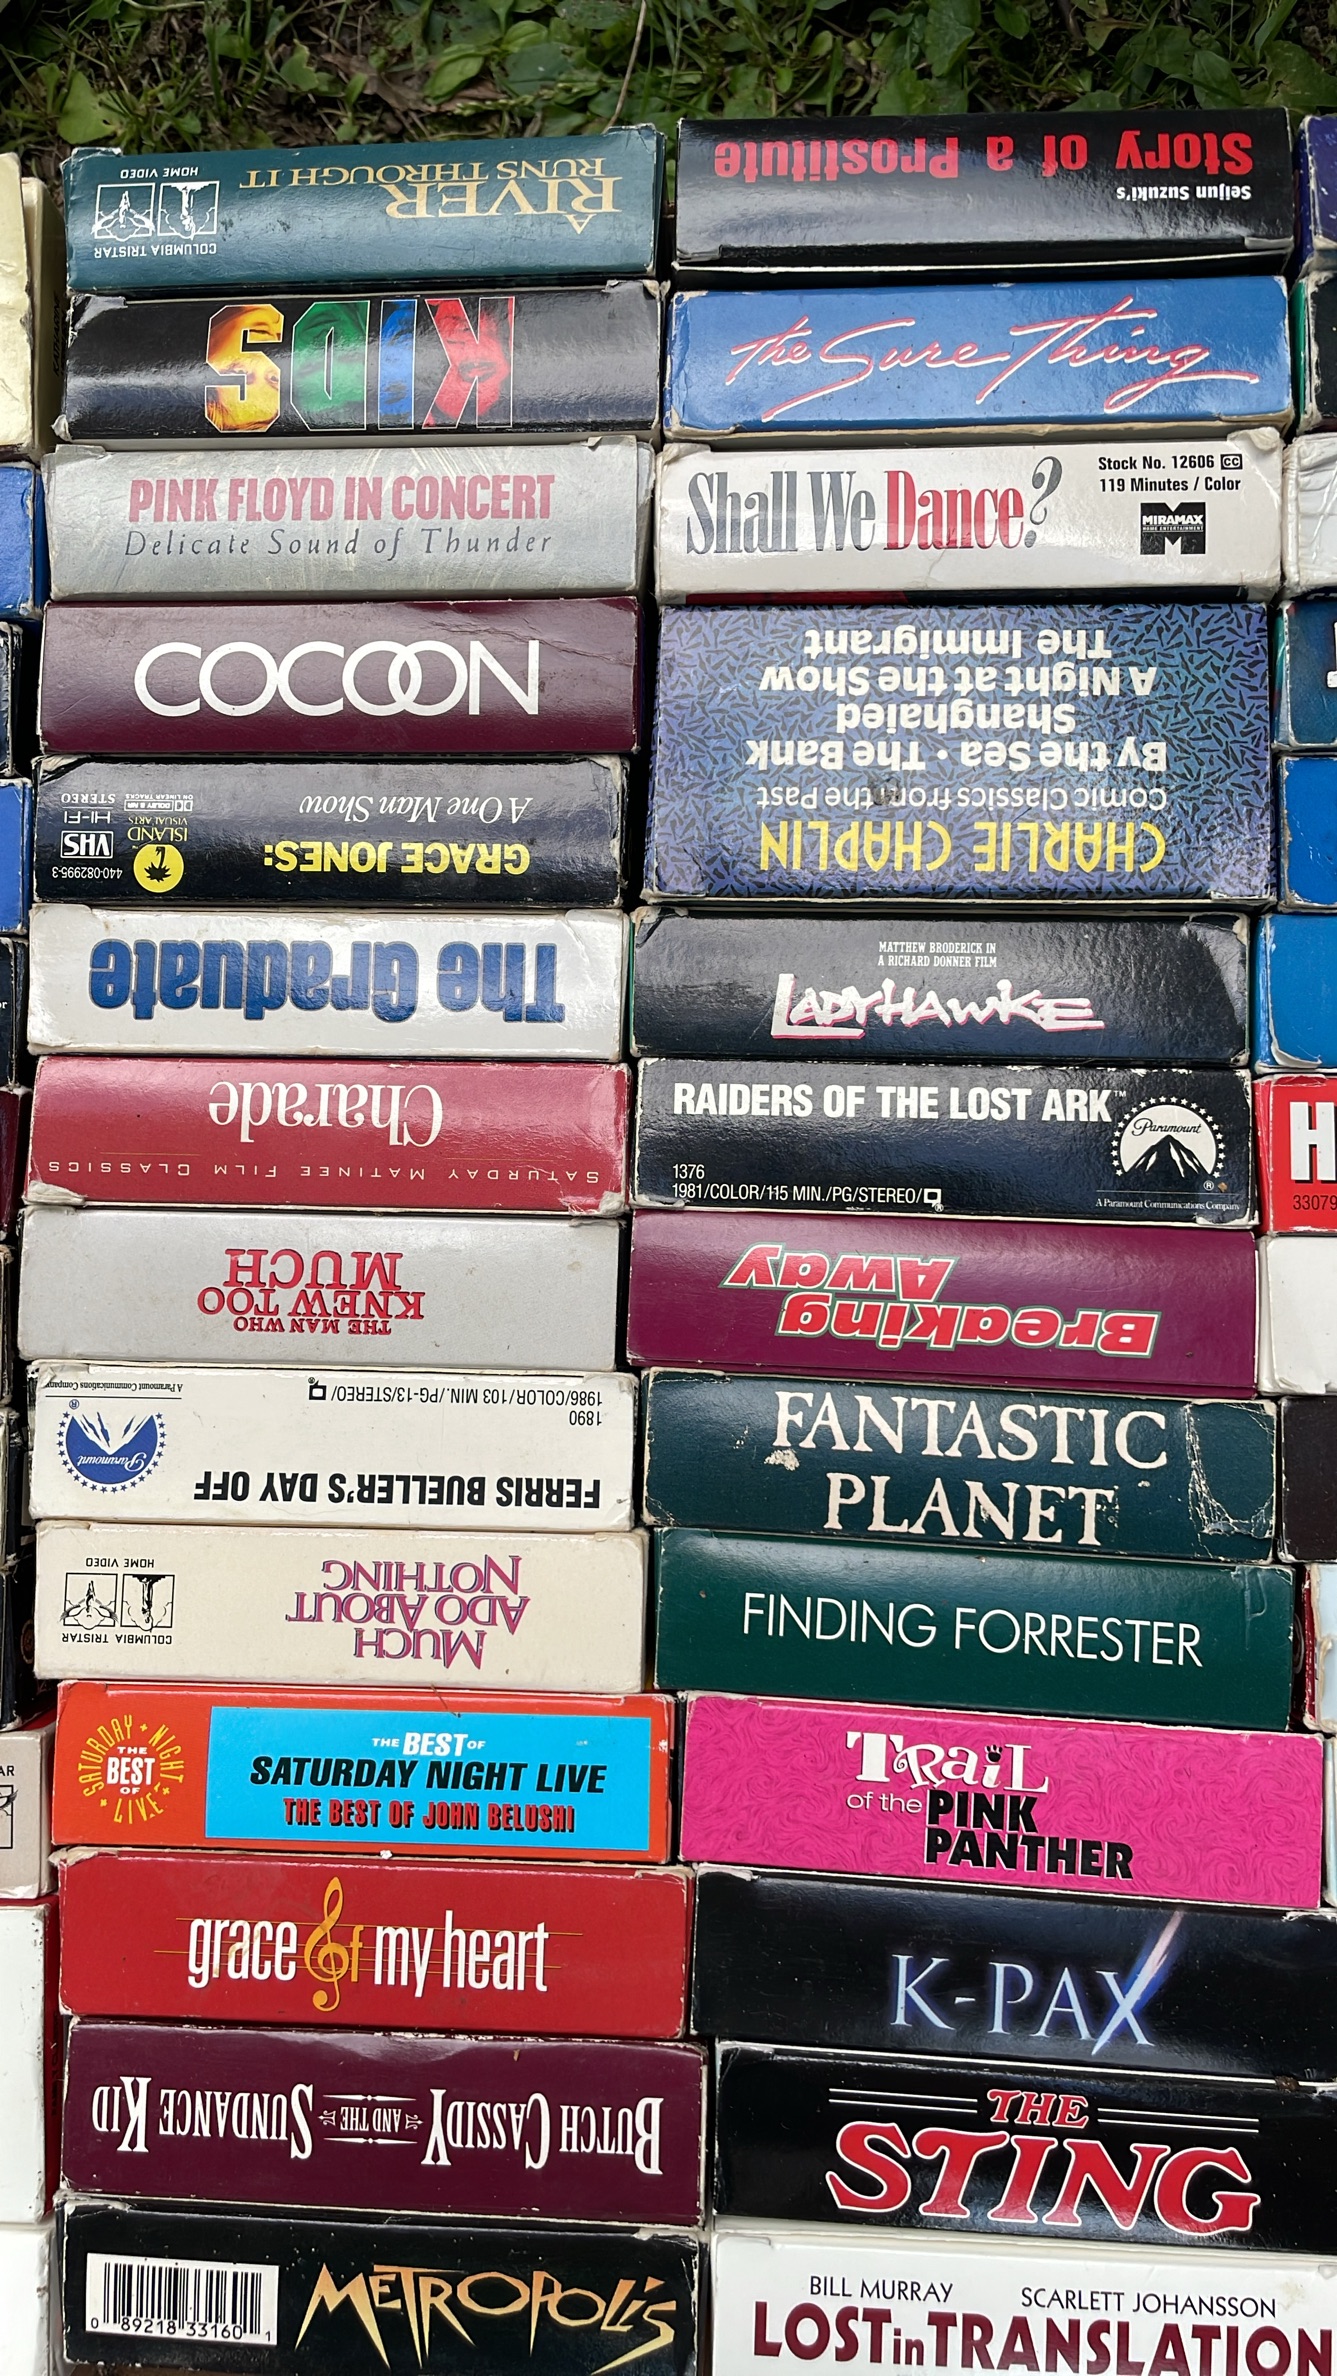 A RIVER
RUNS THROUGH IT
COLUMBIA TRISTAR
HOME VIDEO
KIDS
PINK FLOYD IN CONCERT
Delicate Sound of Thunder
COCOON
GRACE JONES:
A One Man Show
440-082995-3
ISLAND
VISUAL ARTS
VHS
HI-FI
STEREO
The Graduate
SATURDAY MATINEE FILM CLASSICS
Charade
THE MAN WHO
KNEW TOO
MUCH
FERRIS BUELLER'S DAY OFF
1890
1986/COLOR/103 MIN./PG-13/STEREO/
Paramount
A Paramount Communications Company
MUCH
ADO ABOUT
NOTHING
COLUMBIA TRISTAR
HOME VIDEO
SATURDAY NIGHT LIVE
THE
BEST
OF
THE BEST OF
SATURDAY NIGHT LIVE
THE BEST OF JOHN BELUSHI
grace of my heart
BUTCH CASSIDY AND THE SUNDANCE KID
0 89218 33160 1
METROPOLIS
Seijun Suzuki's
Story of a Prostitute
The Sure Thing
Shall We Dance?
Stock No. 12606 CC
119 Minutes / Color
MIRAMAX
HOME ENTERTAINMENT
CHARLIE CHAPLIN
Comic Classics from the Past
By the Sea • The Bank
Shanghaied
A Night at the Show
The Immigrant
MATTHEW BRODERICK IN
A RICHARD DONNER FILM
LADYHAWKE
RAIDERS OF THE LOST ARK™
1376
1981/COLOR/115 MIN./PG/STEREO/
Paramount
A Paramount Communications Company
Breaking
Away
FANTASTIC
PLANET
FINDING FORRESTER
TRAIL
of the PINK
PANTHER
K-PAX
THE
STING
BILL MURRAY SCARLETT JOHANSSON
LOST in TRANSLATION
H
33079